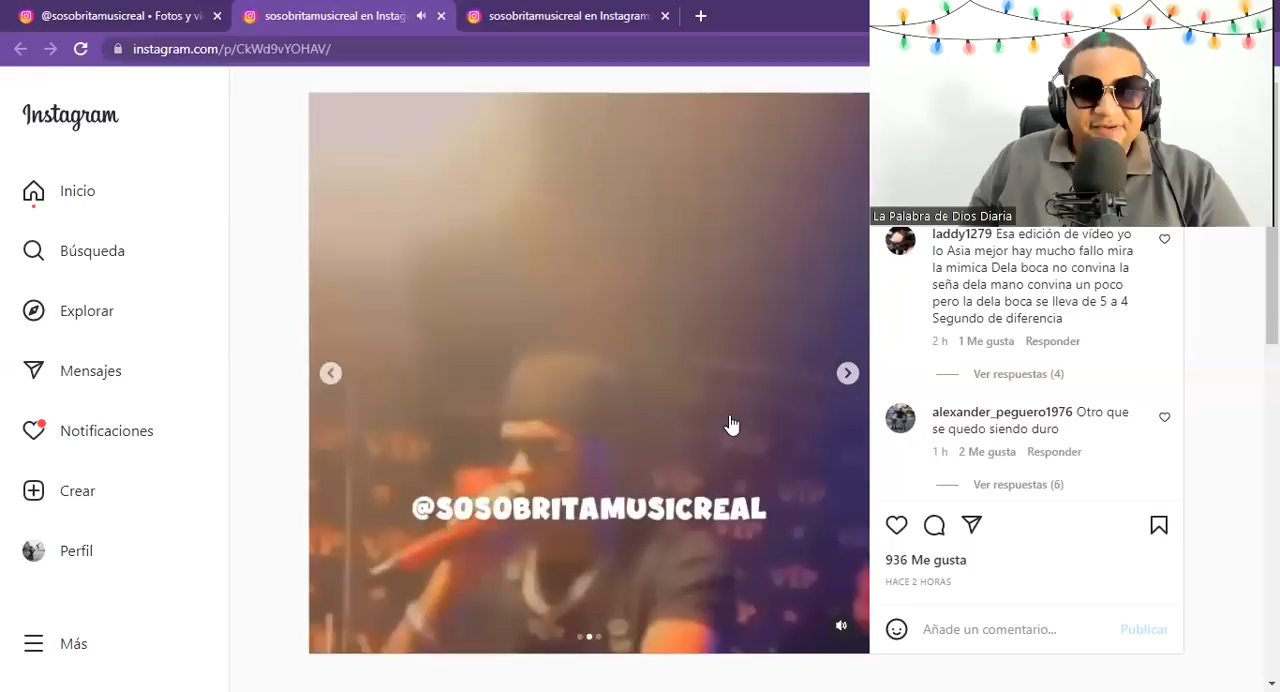 @sosobritamusicreal • Fotos y vi
sosobritamusicreal en Instag
sosobritamusicreal en Instagram
instagram.com/p/CkWd9vYOHAV/
Instagram
Inicio
Búsqueda
Explorar
Mensajes
Notificaciones
Crear
Perfil
Más
@SOSOBRITAMUSICREAL
VIP
La Palabra de Dios Diaria
laddy1279 Esa edición de vídeo yo
lo Asia mejor hay mucho fallo mira
la mimica Dela boca no convina la
seña dela mano convina un poco
pero la dela boca se lleva de 5 a 4
Segundo de diferencia
2 h 1 Me gusta Responder
Ver respuestas (4)
alexander_peguero1976 Otro que
se quedo siendo duro
1 h 2 Me gusta Responder
Ver respuestas (6)
936 Me gusta
HACE 2 HORAS
Añade un comentario...
Publicar